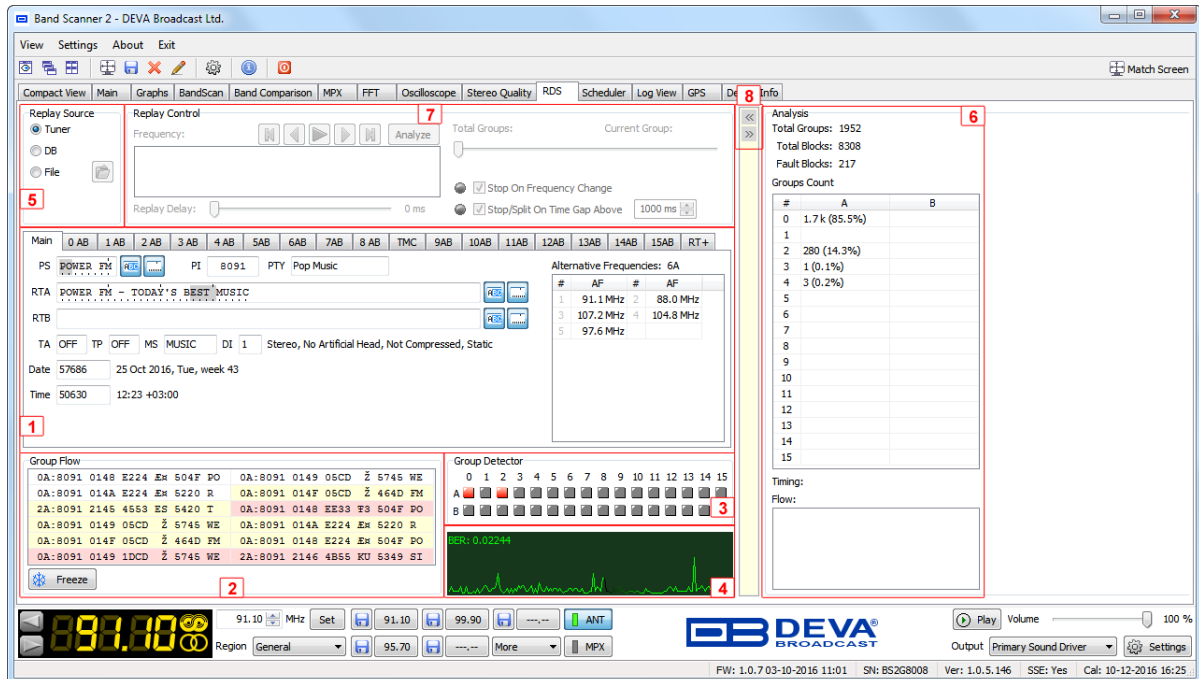 Band Scanner 2 - DEVA Broadcast Ltd.
View Settings About Exit
Match Screen
Compact View Main Graphs BandScan Band Comparison MPX FFT Oscilloscope Stereo Quality RDS Scheduler Log View GPS De Info
8
Replay Source
Tuner
DB
File
5
Replay Control
7
Frequency:
Analyze
Total Groups:
Current Group:
Stop On Frequency Change
Replay Delay:
0 ms
Stop/Split On Time Gap Above
1000 ms
Main 0 AB 1 AB 2 AB 3 AB 4 AB 5AB 6AB 7AB 8 AB TMC 9AB 10AB 11AB 12AB 13AB 14AB 15AB RT+
PS POWER FM PI 8091 PTY Pop Music
RTA POWER FM - TODAY'S BEST MUSIC
RTB
TA OFF TP OFF MS MUSIC DI 1 Stereo, No Artificial Head, Not Compressed, Static
Date 57686 25 Oct 2016, Tue, week 43
Time 50630 12:23 +03:00
1
Alternative Frequencies: 6A
# AF # AF
1 91.1 MHz 2 88.0 MHz
3 107.2 MHz 4 104.8 MHz
5 97.6 MHz
Group Flow
0A:8091 0148 E224 Æ¤ 504F PO 0A:8091 0149 05CD Ž 5745 WE
0A:8091 014A E224 Æ¤ 5220 R 0A:8091 014F 05CD Ž 464D FM
2A:8091 2145 4553 ES 5420 T 0A:8091 0148 EE33 Ŧ3 504F PO
0A:8091 0149 05CD Ž 5745 WE 0A:8091 014A E224 Æ¤ 5220 R
0A:8091 014F 05CD Ž 464D FM 0A:8091 0148 E224 Æ¤ 504F PO
0A:8091 0149 1DCD Ž 5745 WE 2A:8091 2146 4B55 KU 5349 SI
Freeze
2
Group Detector
0 1 2 3 4 5 6 7 8 9 10 11 12 13 14 15
A
B
3
BER: 0.02244
4
Analysis
6
Total Groups: 1952
Total Blocks: 8308
Fault Blocks: 217
Groups Count
# A B
0 1.7 k (85.5%)
1
2 280 (14.3%)
3 1 (0.1%)
4 3 (0.2%)
5
6
7
8
9
10
11
12
13
14
15
Timing:
Flow:
91.10
91.10 MHz Set 91.10 99.90 ---,-- ANT
Region General 95.70 ---,-- More MPX
DEVA®
BROADCAST
Play Volume 100 %
Output Primary Sound Driver Settings
FW: 1.0.7 03-10-2016 11:01 SN: BS2G8008 Ver: 1.0.5.146 SSE: Yes Cal: 10-12-2016 16:25